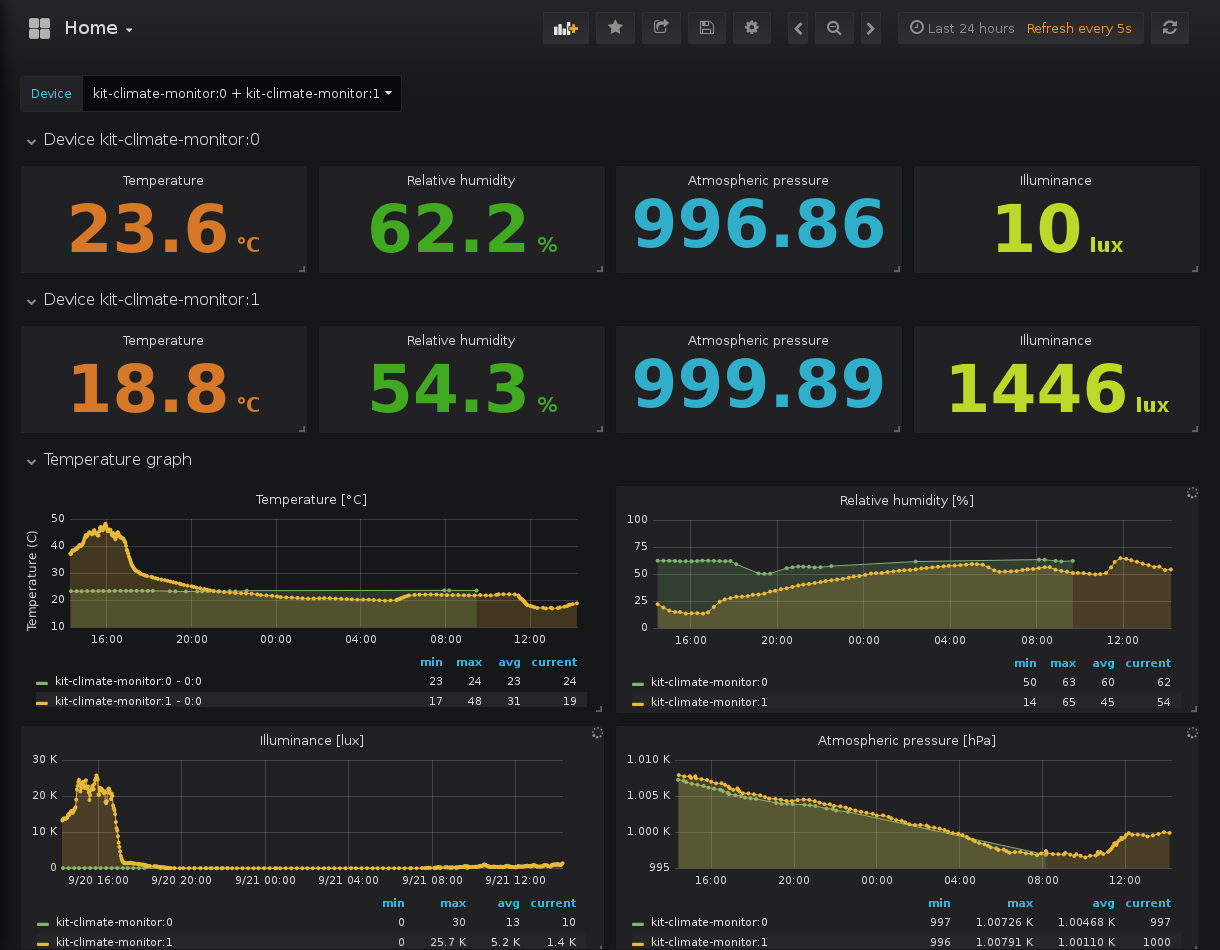 Home
Last 24 hours Refresh every 5s
Device kit-climate-monitor:0 + kit-climate-monitor:1
Device kit-climate-monitor:0
Temperature Relative humidity Atmospheric pressure Illuminance
23.6 °C 62.2 % 996.86 10 lux
Device kit-climate-monitor:1
Temperature Relative humidity Atmospheric pressure Illuminance
18.8 °C 54.3 % 999.89 1446 lux
Temperature graph
Temperature [°C]
Temperature (C)
50
40
30
20
10
16:00 20:00 00:00 04:00 08:00 12:00
min max avg current
kit-climate-monitor:0 - 0:0 23 24 23 24
kit-climate-monitor:1 - 0:0 17 48 31 19
Relative humidity [%]
100
75
50
25
0
16:00 20:00 00:00 04:00 08:00 12:00
min max avg current
kit-climate-monitor:0 50 63 60 62
kit-climate-monitor:1 14 65 45 54
Illuminance [lux]
30 K
20 K
10 K
0
9/20 16:00 9/20 20:00 9/21 00:00 9/21 04:00 9/21 08:00 9/21 12:00
min max avg current
kit-climate-monitor:0 0 30 13 10
kit-climate-monitor:1 0 25.7 K 5.2 K 1.4 K
Atmospheric pressure [hPa]
1.010 K
1.005 K
1.000 K
995
16:00 20:00 00:00 04:00 08:00 12:00
min max avg current
kit-climate-monitor:0 997 1.00726 K 1.00468 K 997
kit-climate-monitor:1 996 1.00791 K 1.00110 K 1000